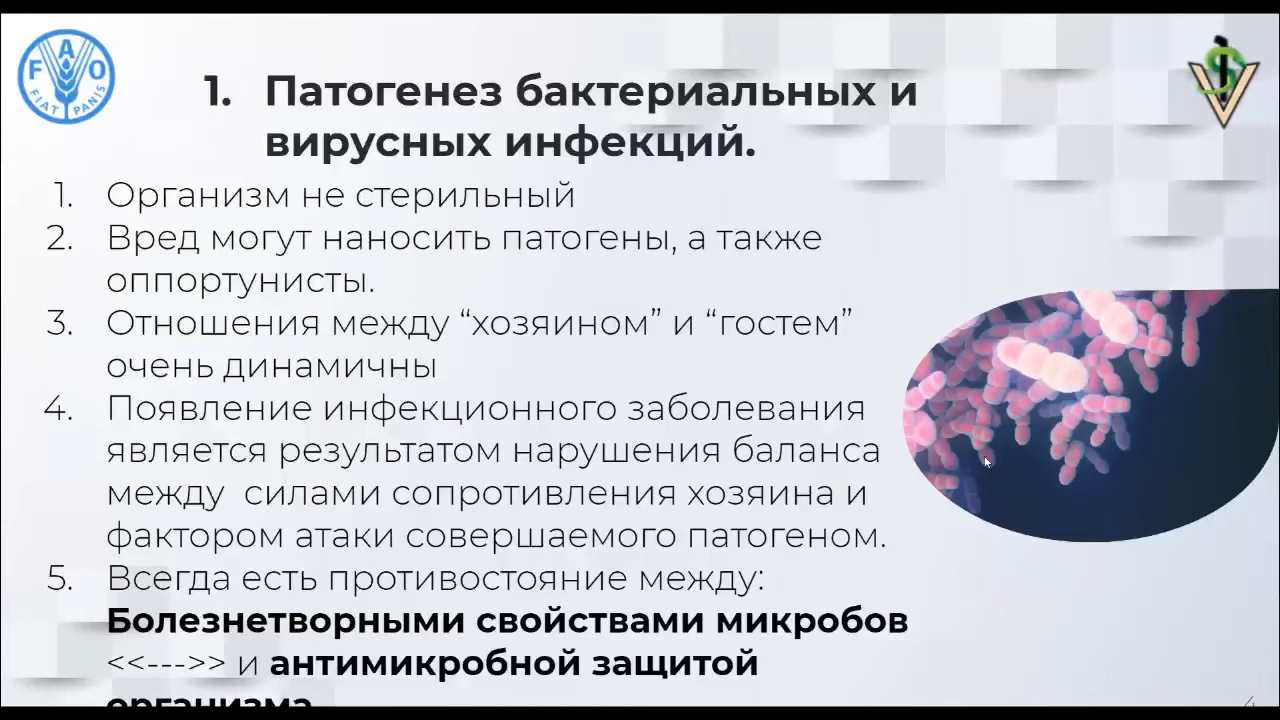 FAO
FIAT PANIS
1. Патогенез бактериальных и
вирусных инфекций.
1. Организм не стерильный
2. Вред могут наносить патогены, а также
оппортунисты.
3. Отношения между “хозяином” и “гостем”
очень динамичны
4. Появление инфекционного заболевания
является результатом нарушения баланса
между силами сопротивления хозяина и
фактором атаки совершаемого патогеном.
5. Всегда есть противостояние между:
Болезнетворными свойствами микробов
<<--->> и антимикробной защитой
организма